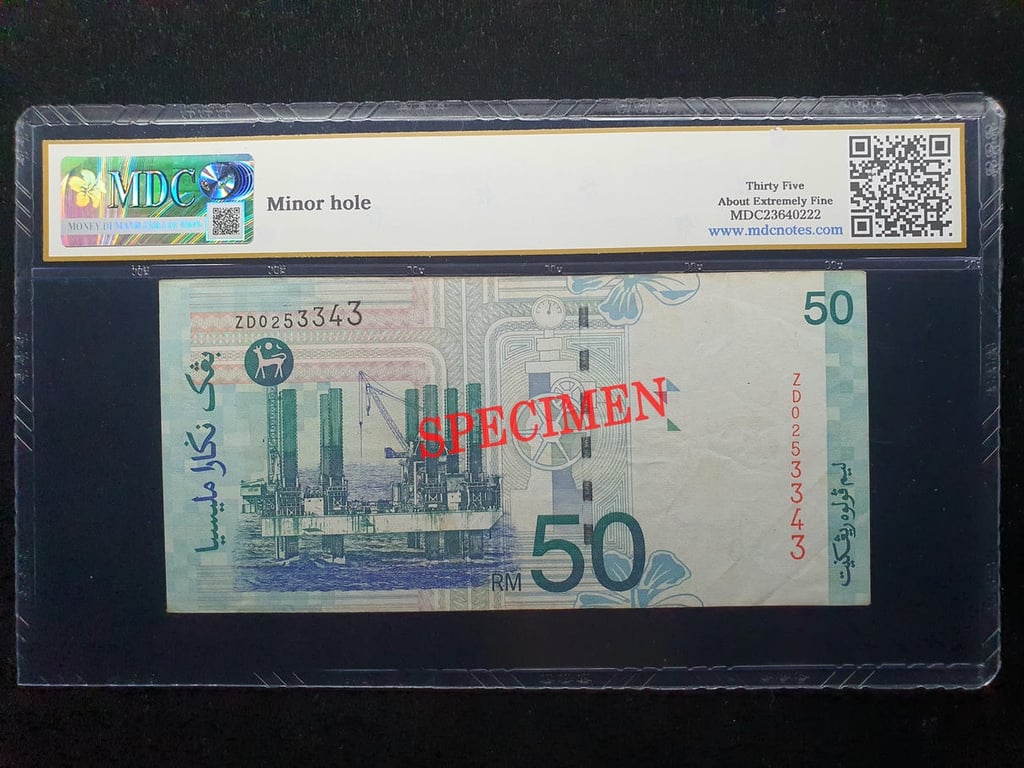 MDC
Minor hole
Thirty Five
About Extremely Fine
MDC23640222
www.mdcnotes.com
ZD0253343
50
بڠک نݢارا مليسيا
SPECIMEN
ZD0253343
ليم ڤولوه ريڠݢيت
RM 50